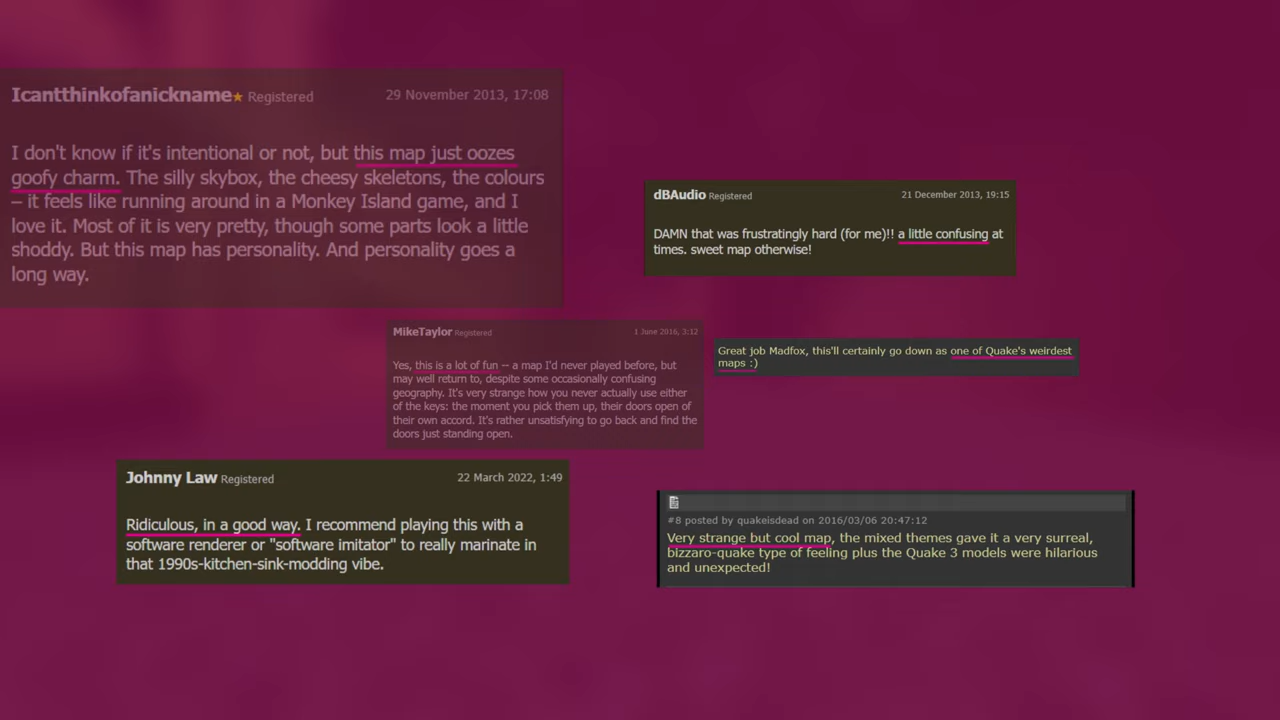 Icantthinkofanickname★ Registered 29 November 2013, 17:08
I don't know if it's intentional or not, but this map just oozes
goofy charm. The silly skybox, the cheesy skeletons, the colours
– it feels like running around in a Monkey Island game, and I
love it. Most of it is very pretty, though some parts look a little
shoddy. But this map has personality. And personality goes a
long way.
dBAudio Registered 21 December 2013, 19:15
DAMN that was frustratingly hard (for me)!! a little confusing at
times. sweet map otherwise!
MikeTaylor Registered 1 June 2016, 3:12
Yes, this is a lot of fun -- a map I'd never played before, but
may well return to, despite some occasionally confusing
geography. It's very strange how you never actually use either
of the keys: the moment you pick them up, their doors open of
their own accord. It's rather unsatisfying to go back and find the
doors just standing open.
Great job Madfox, this'll certainly go down as one of Quake's weirdest
maps :)
Johnny Law Registered 22 March 2022, 1:49
Ridiculous, in a good way. I recommend playing this with a
software renderer or "software imitator" to really marinate in
that 1990s-kitchen-sink-modding vibe.
#8 posted by quakeisdead on 2016/03/06 20:47:12
Very strange but cool map, the mixed themes gave it a very surreal,
bizzaro-quake type of feeling plus the Quake 3 models were hilarious
and unexpected!